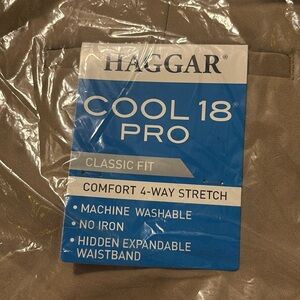 HAGGAR®
COOL 18®
PRO
CLASSIC FIT
COMFORT 4-WAY STRETCH
• MACHINE WASHABLE
• NO IRON
• HIDDEN EXPANDABLE
WAISTBAND